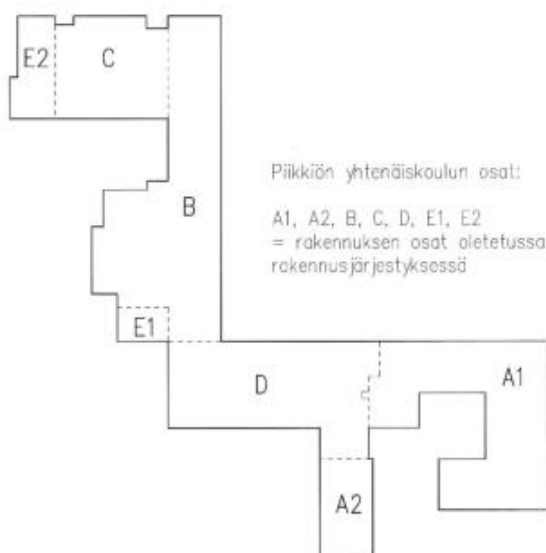 E2
C
Piikkiön yhtenäiskoulun osat:
B
A1, A2, B, C, D, E1, E2
= rakennuksen osat oletetussa
rakennusjärjestyksessä
E1
D
A1
A2